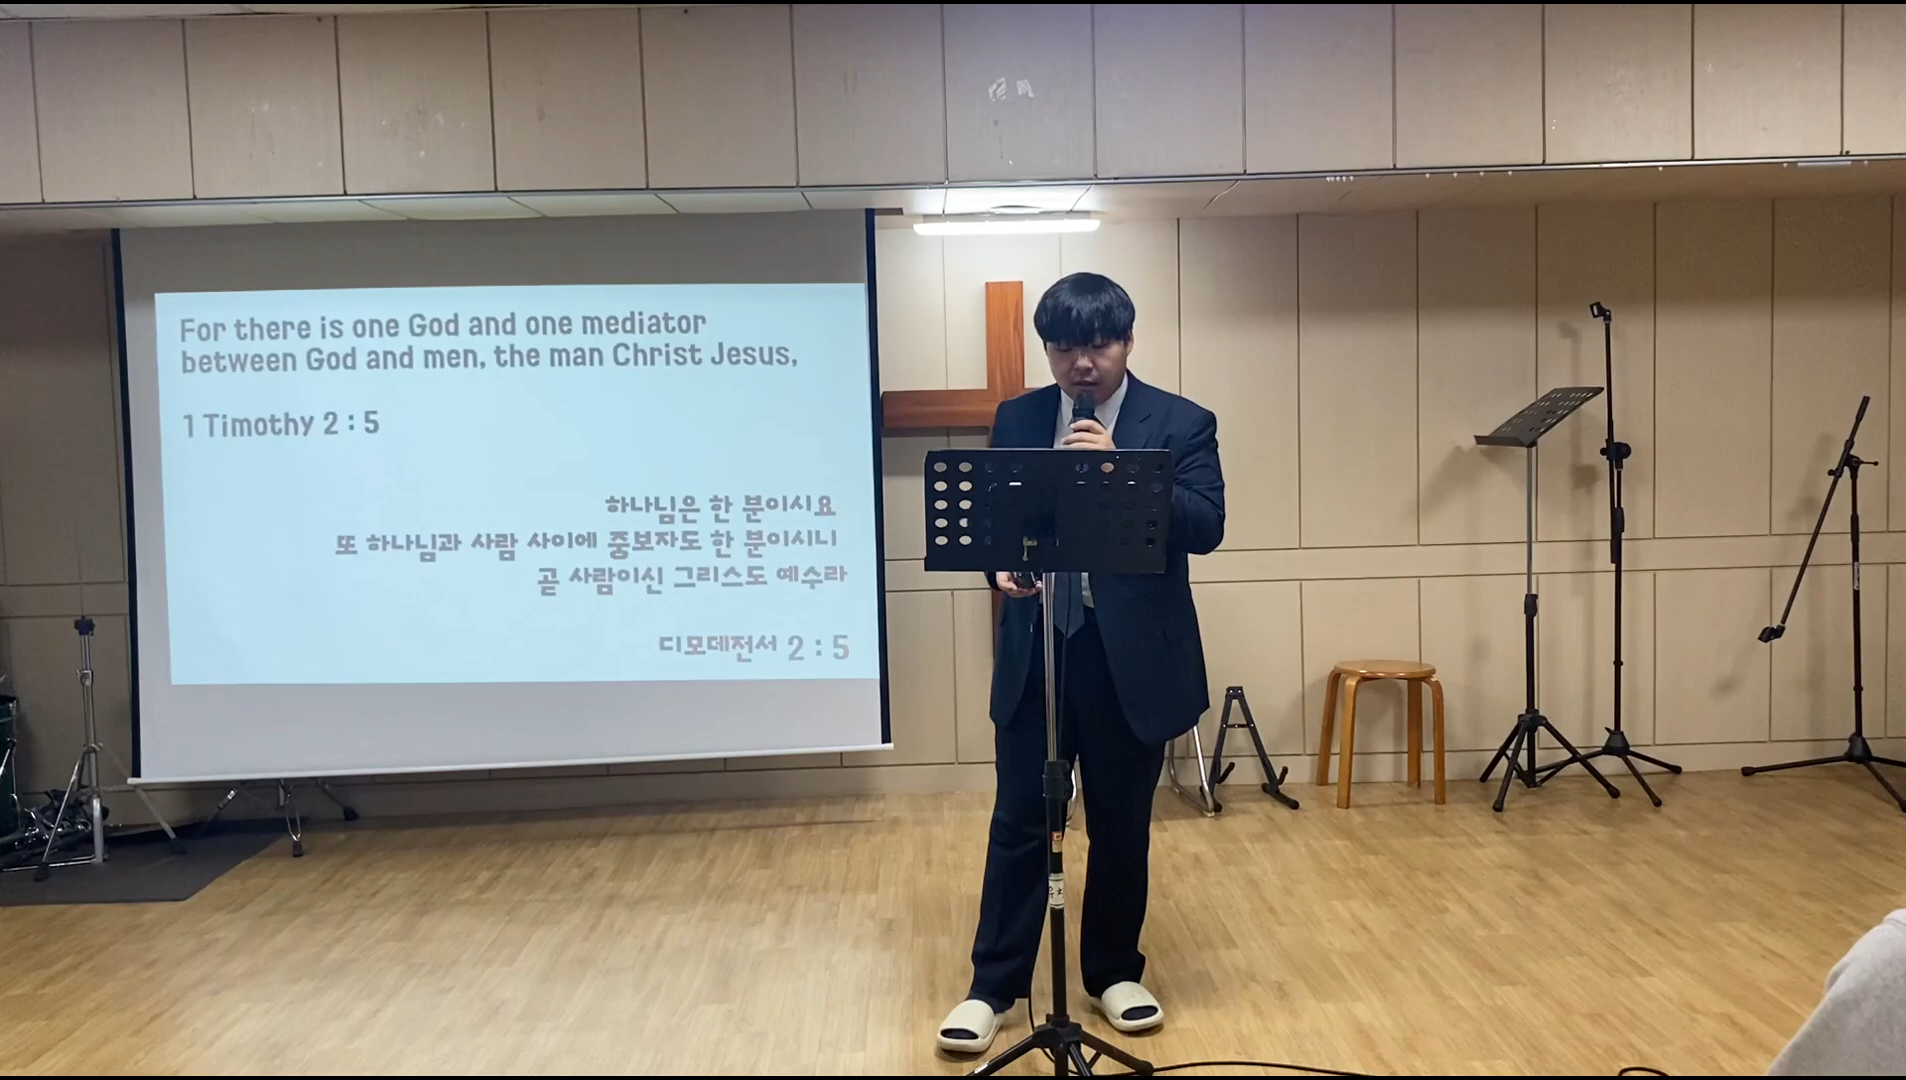 For there is one God and one mediator
between God and men, the man Christ Jesus,
1 Timothy 2 : 5
하나님은 한 분이시요
또 하나님과 사람 사이에 중보자도 한 분이시니
곧 사람이신 그리스도 예수라
디모데전서 2 : 5